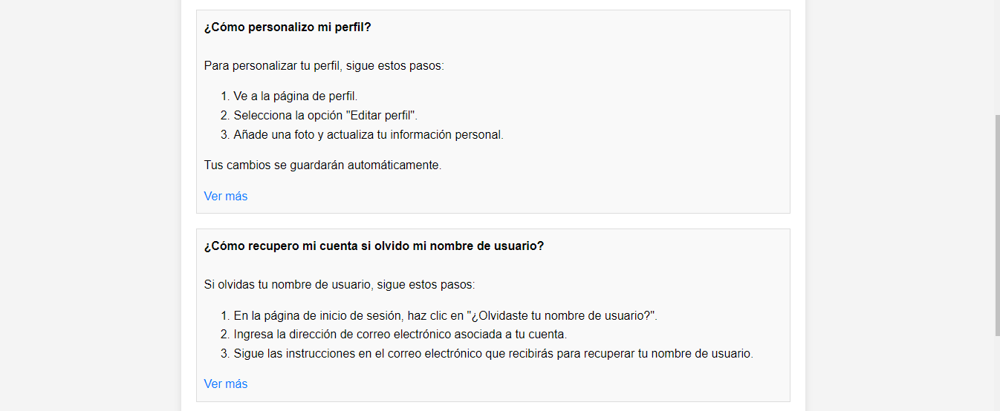 ¿Cómo personalizo mi perfil?
Para personalizar tu perfil, sigue estos pasos:
1. Ve a la página de perfil.
2. Selecciona la opción "Editar perfil".
3. Añade una foto y actualiza tu información personal.
Tus cambios se guardarán automáticamente.
Ver más
¿Cómo recupero mi cuenta si olvido mi nombre de usuario?
Si olvidas tu nombre de usuario, sigue estos pasos:
1. En la página de inicio de sesión, haz clic en "¿Olvidaste tu nombre de usuario?".
2. Ingresa la dirección de correo electrónico asociada a tu cuenta.
3. Sigue las instrucciones en el correo electrónico que recibirás para recuperar tu nombre de usuario.
Ver más